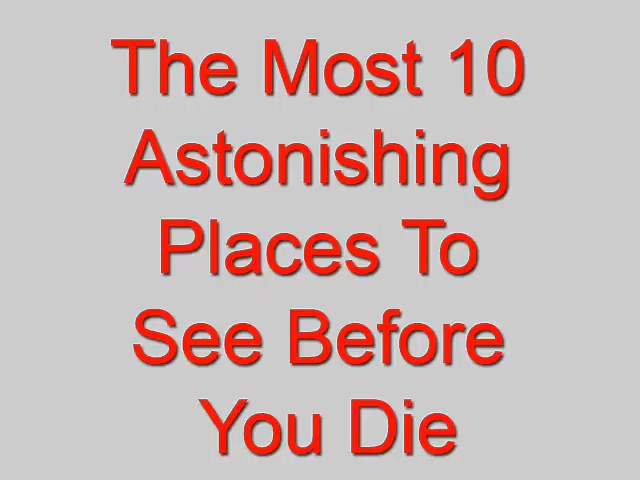 The Most 10
Astonishing
Places To
See Before
You Die